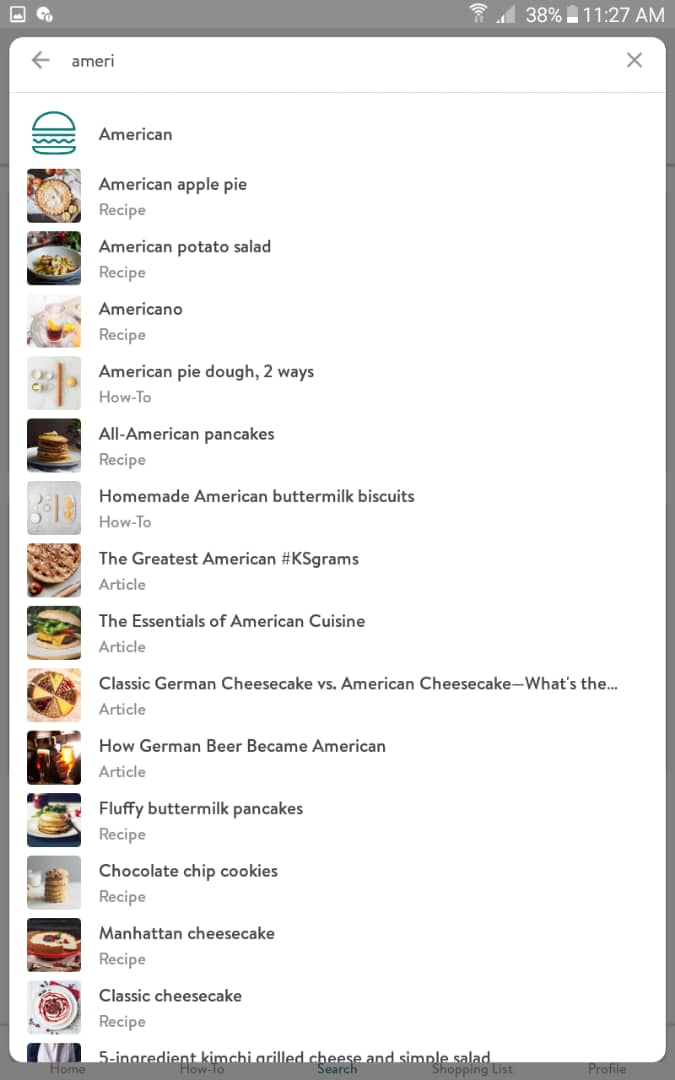 38% 11:27 AM
ameri
American
American apple pie
Recipe
American potato salad
Recipe
Americano
Recipe
American pie dough, 2 ways
How-To
All-American pancakes
Recipe
Homemade American buttermilk biscuits
How-To
The Greatest American #KSgrams
Article
The Essentials of American Cuisine
Article
Classic German Cheesecake vs. American Cheesecake—What's the...
Article
How German Beer Became American
Article
Fluffy buttermilk pancakes
Recipe
Chocolate chip cookies
Recipe
Manhattan cheesecake
Recipe
Classic cheesecake
Recipe
5-ingredient kimchi grilled cheese and simple salad
Home How-To Search Shopping List Profile